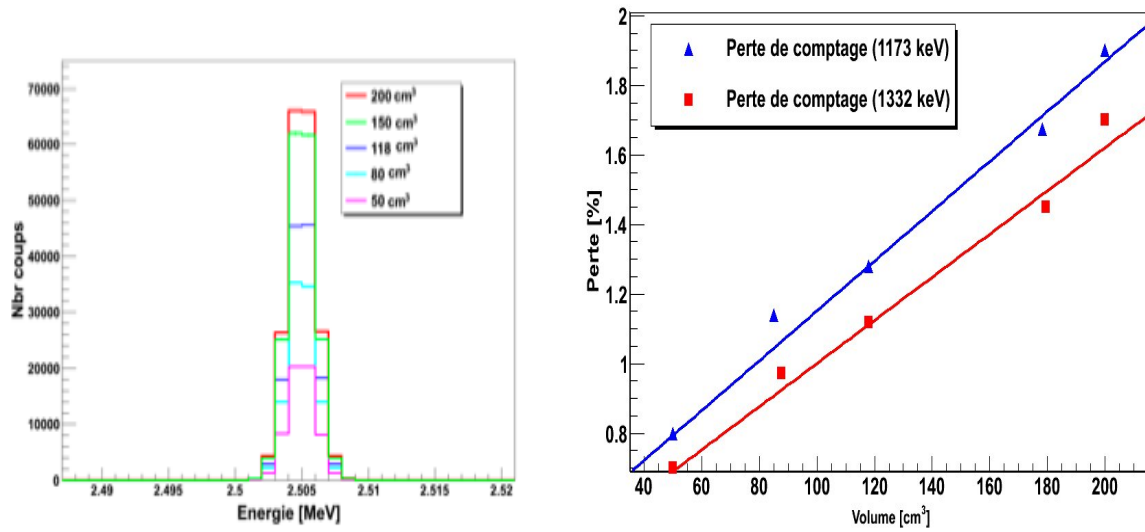 70000
60000
50000
40000
30000
20000
10000
0
Nbr coups
200 cm³
150 cm³
118 cm³
80 cm³
50 cm³
2.49
2.495
2.5
2.505
2.51
2.515
2.52
Energie [MeV]
2
1.8
1.6
1.4
1.2
1
0.8
Perte [%]
Perte de comptage (1173 keV)
Perte de comptage (1332 keV)
40
60
80
100
120
140
160
180
200
Volume [cm³]